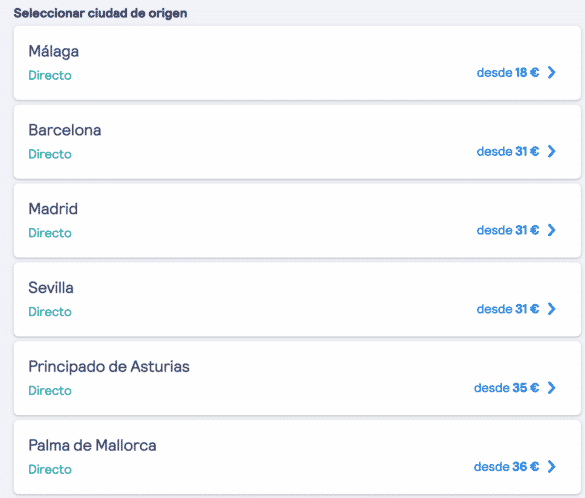 Seleccionar ciudad de origen
Málaga
Directo
desde 18 €
Barcelona
Directo
desde 31 €
Madrid
Directo
desde 31 €
Sevilla
Directo
desde 31 €
Principado de Asturias
Directo
desde 35 €
Palma de Mallorca
Directo
desde 36 €